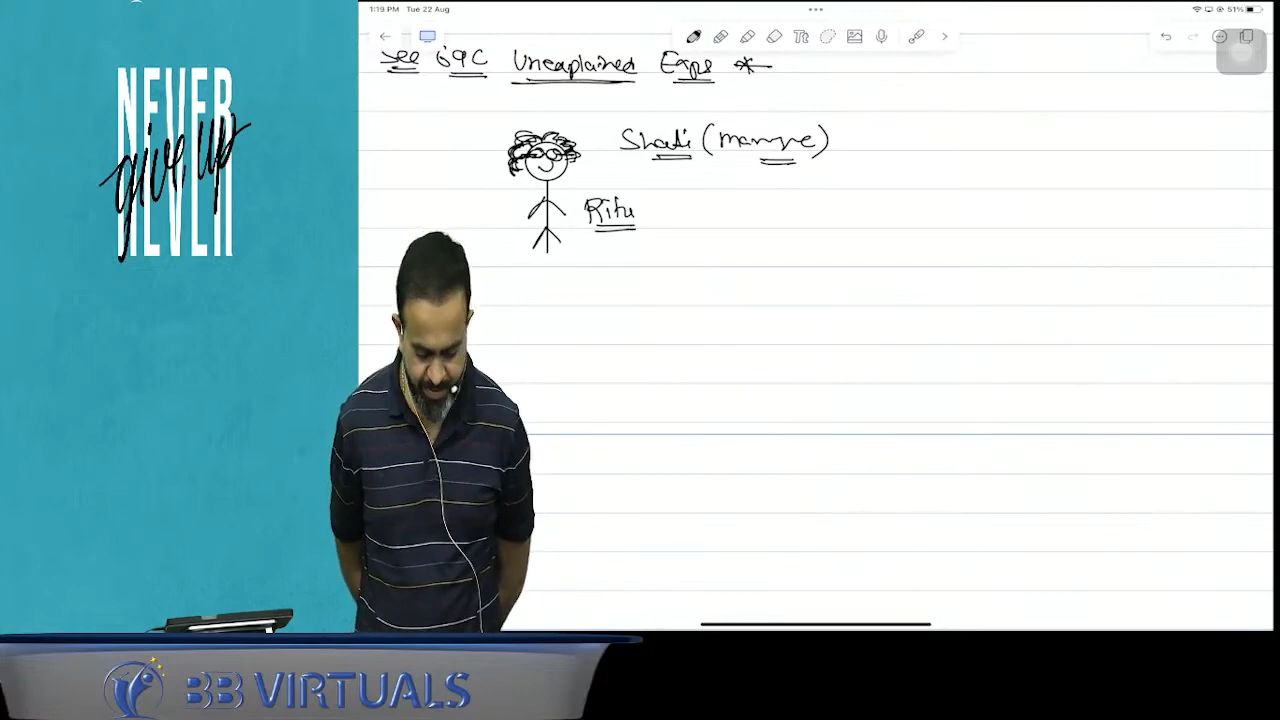 1:19 PM Tue 22 Aug
51%
See 69C Unexplained Exps *
Shadi (marriage)
Ritu
NEVER
give up
NEVER
BB VIRTUALS